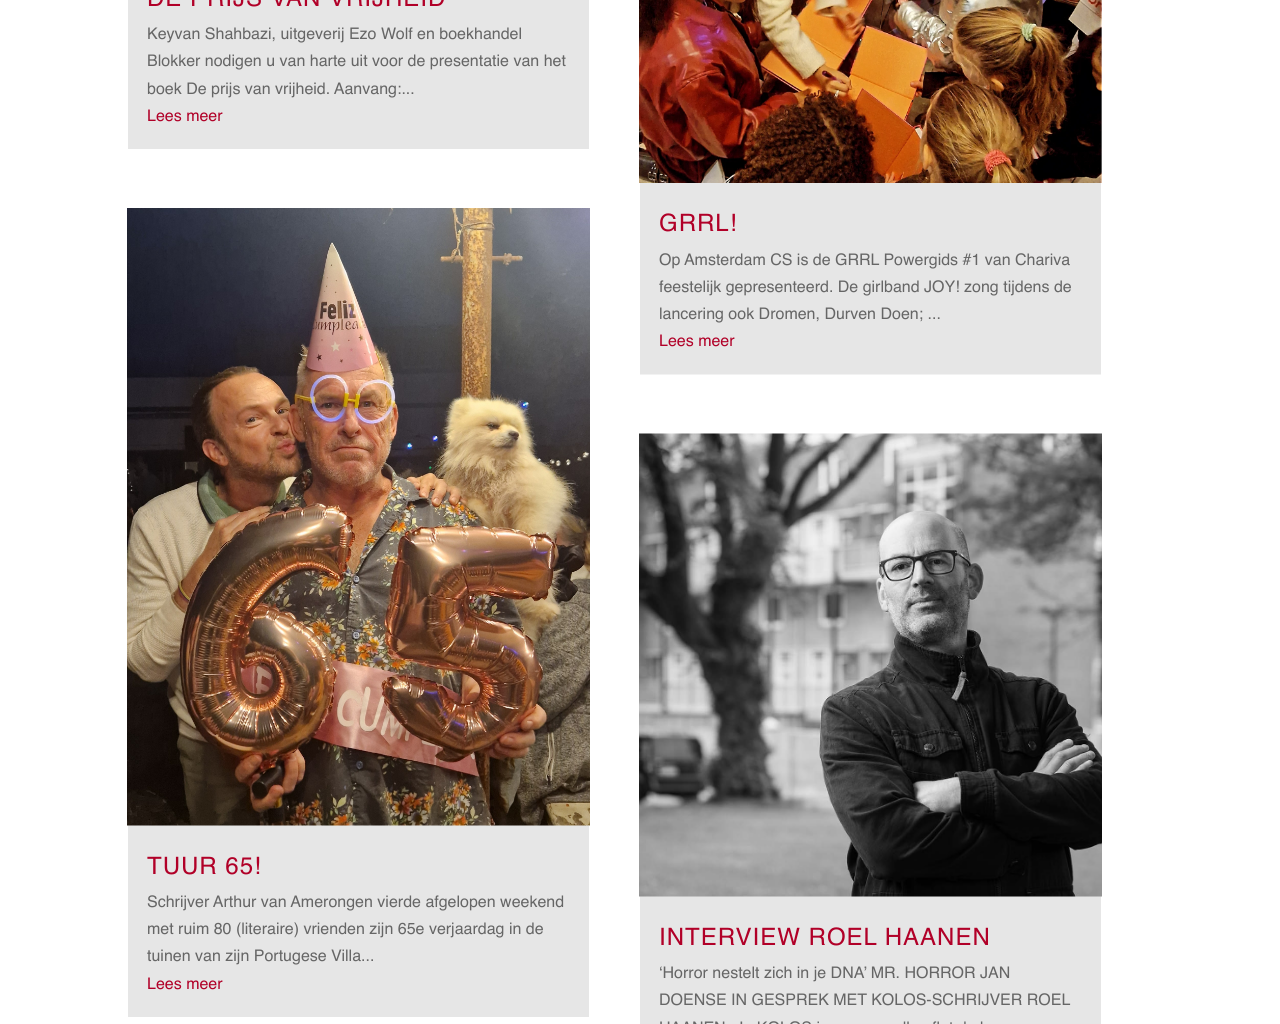 DE PRIJS VAN VRIJHEID
Keyvan Shahbazi, uitgeverij Ezo Wolf en boekhandel
Blokker nodigen u van harte uit voor de presentatie van het
boek De prijs van vrijheid. Aanvang:...
Lees meer
Feliz
65
CUM
TUUR 65!
Schrijver Arthur van Amerongen vierde afgelopen weekend
met ruim 80 (literaire) vrienden zijn 65e verjaardag in de
tuinen van zijn Portugese Villa...
Lees meer
GRRL!
Op Amsterdam CS is de GRRL Powergids #1 van Chariva
feestelijk gepresenteerd. De girlband JOY! zong tijdens de
lancering ook Dromen, Durven Doen; ...
Lees meer
INTERVIEW ROEL HAANEN
‘Horror nestelt zich in je DNA’ MR. HORROR JAN
DOENSE IN GESPREK MET KOLOS-SCHRIJVER ROEL